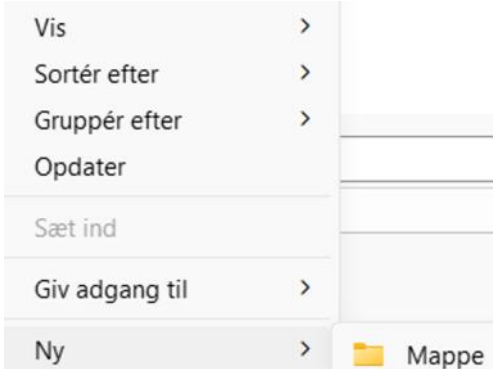 Vis
Sortér efter
Gruppér efter
Opdater
Sæt ind
Giv adgang til
Ny
Mappe